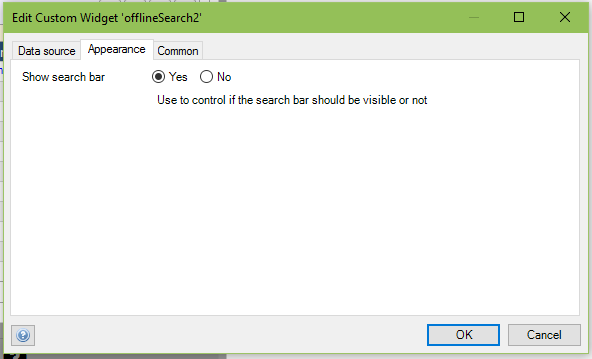 Edit Custom Widget 'offlineSearch2'
Data source Appearance Common
Show search bar Yes No
Use to control if the search bar should be visible or not
OK Cancel